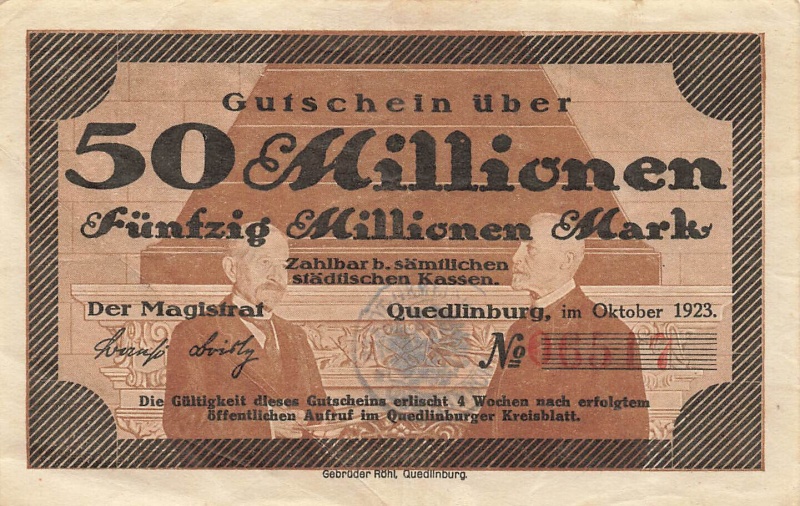 Gutschein über
50 Millionen
Fünfzig Millionen Mark
Zahlbar b. sämtlichen
städtischen Kassen.
Der Magistrat
Quedlinburg, im Oktober 1923.
No 06517
Die Gültigkeit dieses Gutscheins erlischt 4 Wochen nach erfolgtem
öffentlichen Aufruf im Quedlinburger Kreisblatt.
Gebrüder Röhl, Quedlinburg.